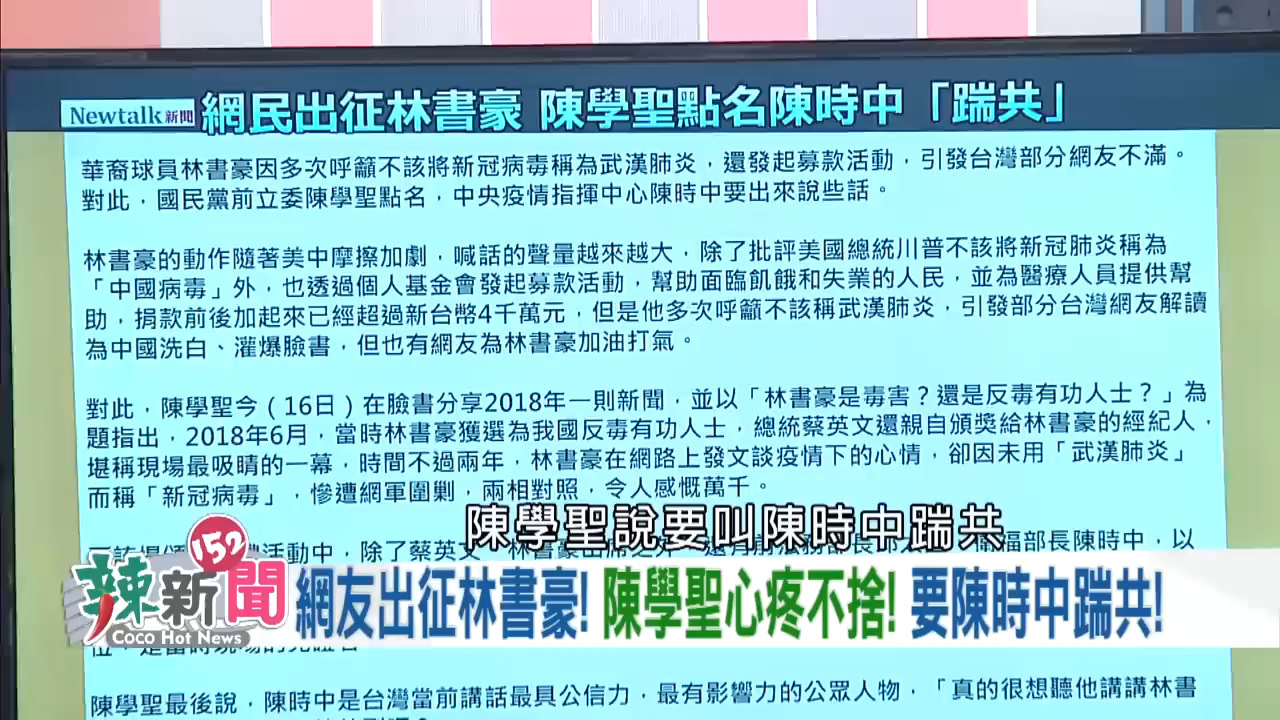 Newtalk新聞 網民出征林書豪 陳學聖點名陳時中「踹共」
華裔球員林書豪因多次呼籲不該將新冠病毒稱為武漢肺炎，還發起募款活動，引發台灣部分網友不滿。
對此，國民黨前立委陳學聖點名，中央疫情指揮中心陳時中要出來說些話。
林書豪的動作隨著美中摩擦加劇，喊話的聲量越來越大，除了批評美國總統川普不該將新冠肺炎稱為
「中國病毒」外，也透過個人基金會發起募款活動，幫助面臨飢餓和失業的人民，並為醫療人員提供幫
助，捐款前後加起來已經超過新台幣4千萬元，但是他多次呼籲不該稱武漢肺炎，引發部分台灣網友解讀
為中國洗白、灌爆臉書，但也有網友為林書豪加油打氣。
對此，陳學聖今（16日）在臉書分享2018年一則新聞，並以「林書豪是毒害？還是反毒有功人士？」為
題指出，2018年6月，當時林書豪獲選為我國反毒有功人士，總統蔡英文還親自頒獎給林書豪的經紀人，
堪稱現場最吸睛的一幕，時間不過兩年，林書豪在網路上發文談疫情下的心情，卻因未用「武漢肺炎」
而稱「新冠病毒」，慘遭網軍圍剿，兩相對照，令人感慨萬千。
陳學聖說要叫陳時中踹共
活動中，除了蔡英文、林書豪
福部長陳時中，以
152
辣新聞
Coco Hot News
網友出征林書豪! 陳學聖心疼不捨! 要陳時中踹共!
陳學聖最後說，陳時中是台灣當前講話最具公信力，最有影響力的公眾人物，「真的很想聽他講講林書